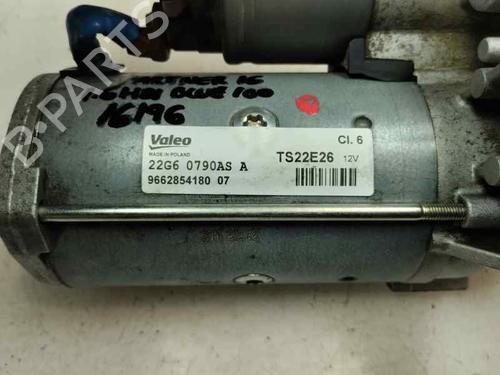 B-PARTS
PARTNER 16
1.6HDI BLUE 100
16196
Valeo
Cl. 6
MADE IN POLAND
TS22E26 12V
22G6 0790AS A
9662854180 07